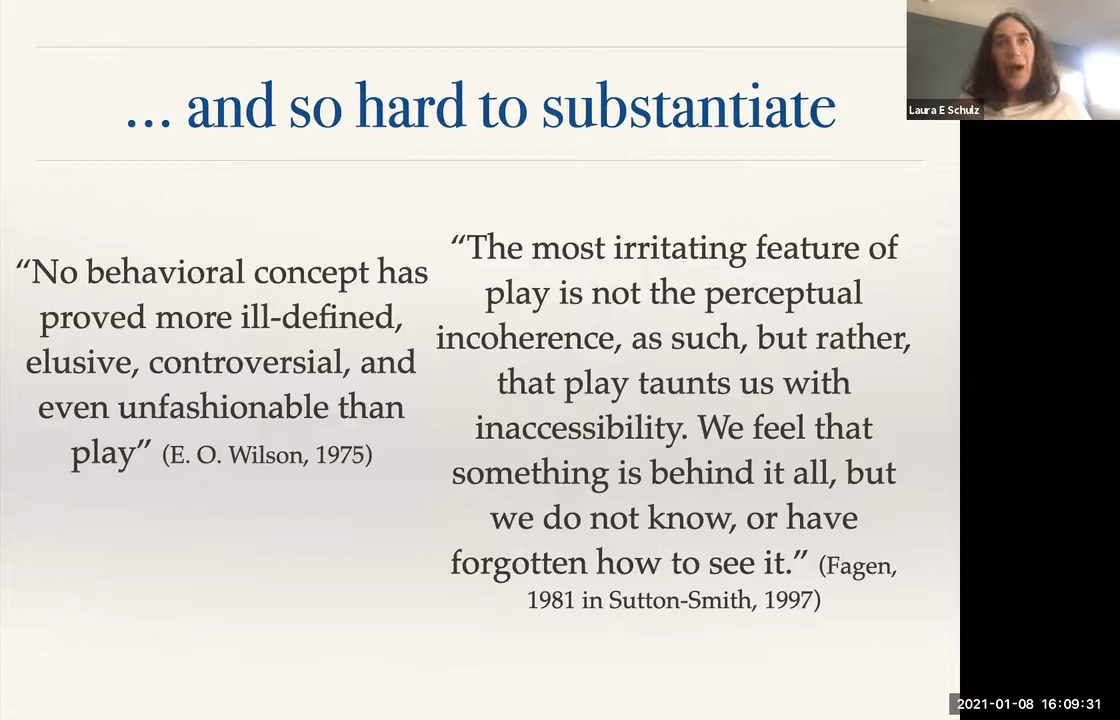 ... and so hard to substantiate
Laura E Schulz
“No behavioral concept has
proved more ill-defined,
elusive, controversial, and
even unfashionable than
play” (E. O. Wilson, 1975)
“The most irritating feature of
play is not the perceptual
incoherence, as such, but rather,
that play taunts us with
inaccessibility. We feel that
something is behind it all, but
we do not know, or have
forgotten how to see it.” (Fagen,
1981 in Sutton-Smith, 1997)
2021-01-08 16:09:31